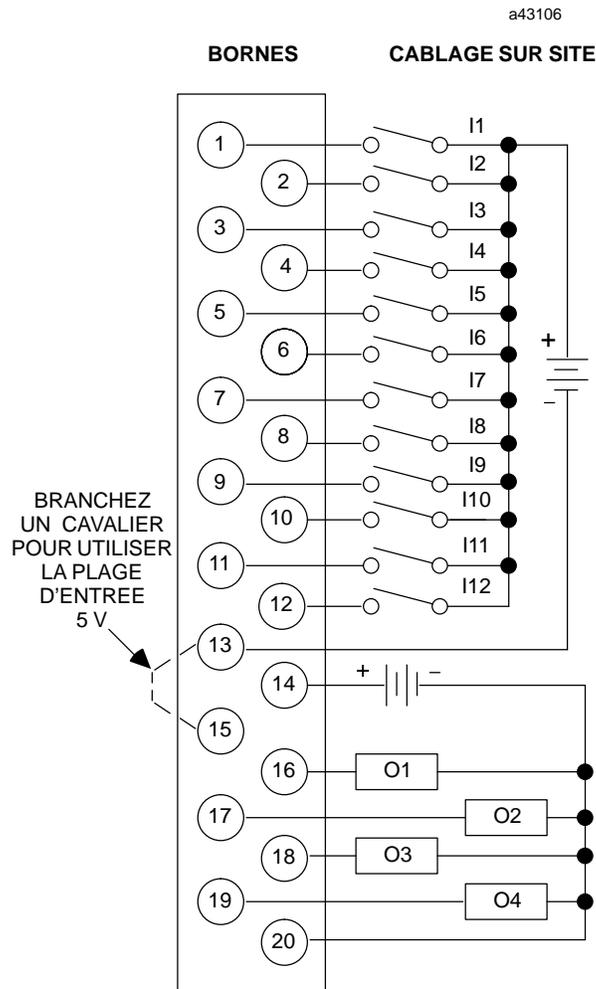 a43106
BORNES
CABLAGE SUR SITE
1
I1
2
I2
3
I3
4
I4
5
I5
6
I6
+
7
I7
–
8
I8
9
I9
10
I10
11
I11
12
I12
BRANCHEZ
UN CAVALIER
POUR UTILISER
LA PLAGE
D'ENTREE
5 V
13
14
+
–
15
16
O1
17
O2
18
O3
19
O4
20